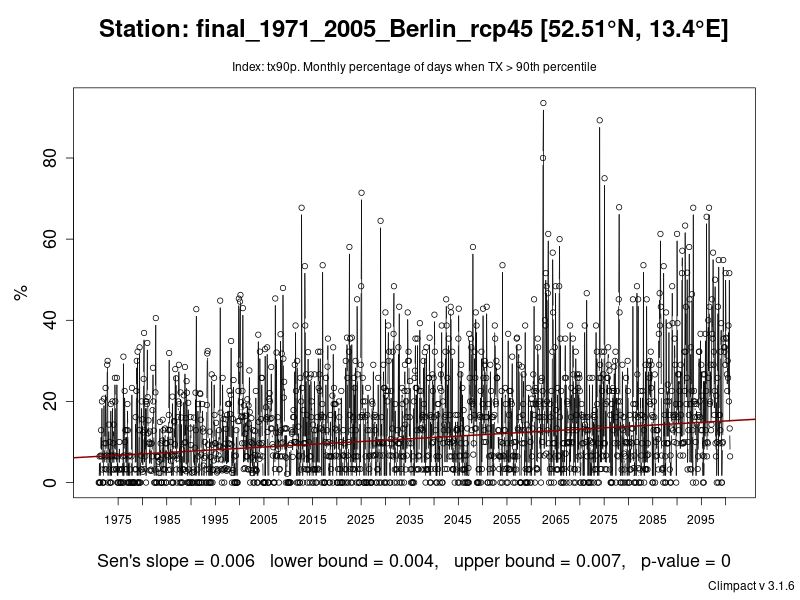 Station: final_1971_2005_Berlin_rcp45 [52.51°N, 13.4°E]
Index: tx90p. Monthly percentage of days when TX > 90th percentile
80
60
40
20
0
%
1975 1985 1995 2005 2015 2025 2035 2045 2055 2065 2075 2085 2095
Sen's slope = 0.006 lower bound = 0.004, upper bound = 0.007, p-value = 0
Climpact v 3.1.6